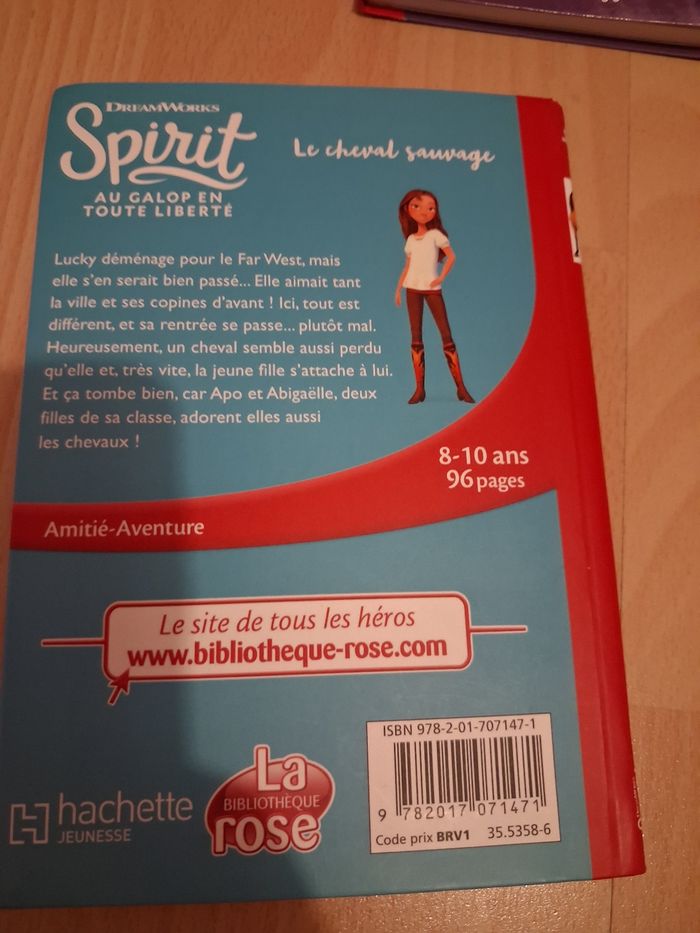 DREAMWORKS
Spirit
AU GALOP EN
TOUTE LIBERTÉ
Le cheval sauvage
Lucky déménage pour le Far West, mais
elle s'en serait bien passé... Elle aimait tant
la ville et ses copines d'avant ! Ici, tout est
différent, et sa rentrée se passe... plutôt mal.
Heureusement, un cheval semble aussi perdu
qu'elle et, très vite, la jeune fille s'attache à lui.
Et ça tombe bien, car Apo et Abigaëlle, deux
filles de sa classe, adorent elles aussi
les chevaux !
8-10 ans
96 pages
Amitié-Aventure
Le site de tous les héros
www.bibliotheque-rose.com
ISBN 978-2-01-707147-1
9 782017 071471
Code prix BRV1 35.5358-6
hachette
JEUNESSE
La
BIBLIOTHÈQUE
rose